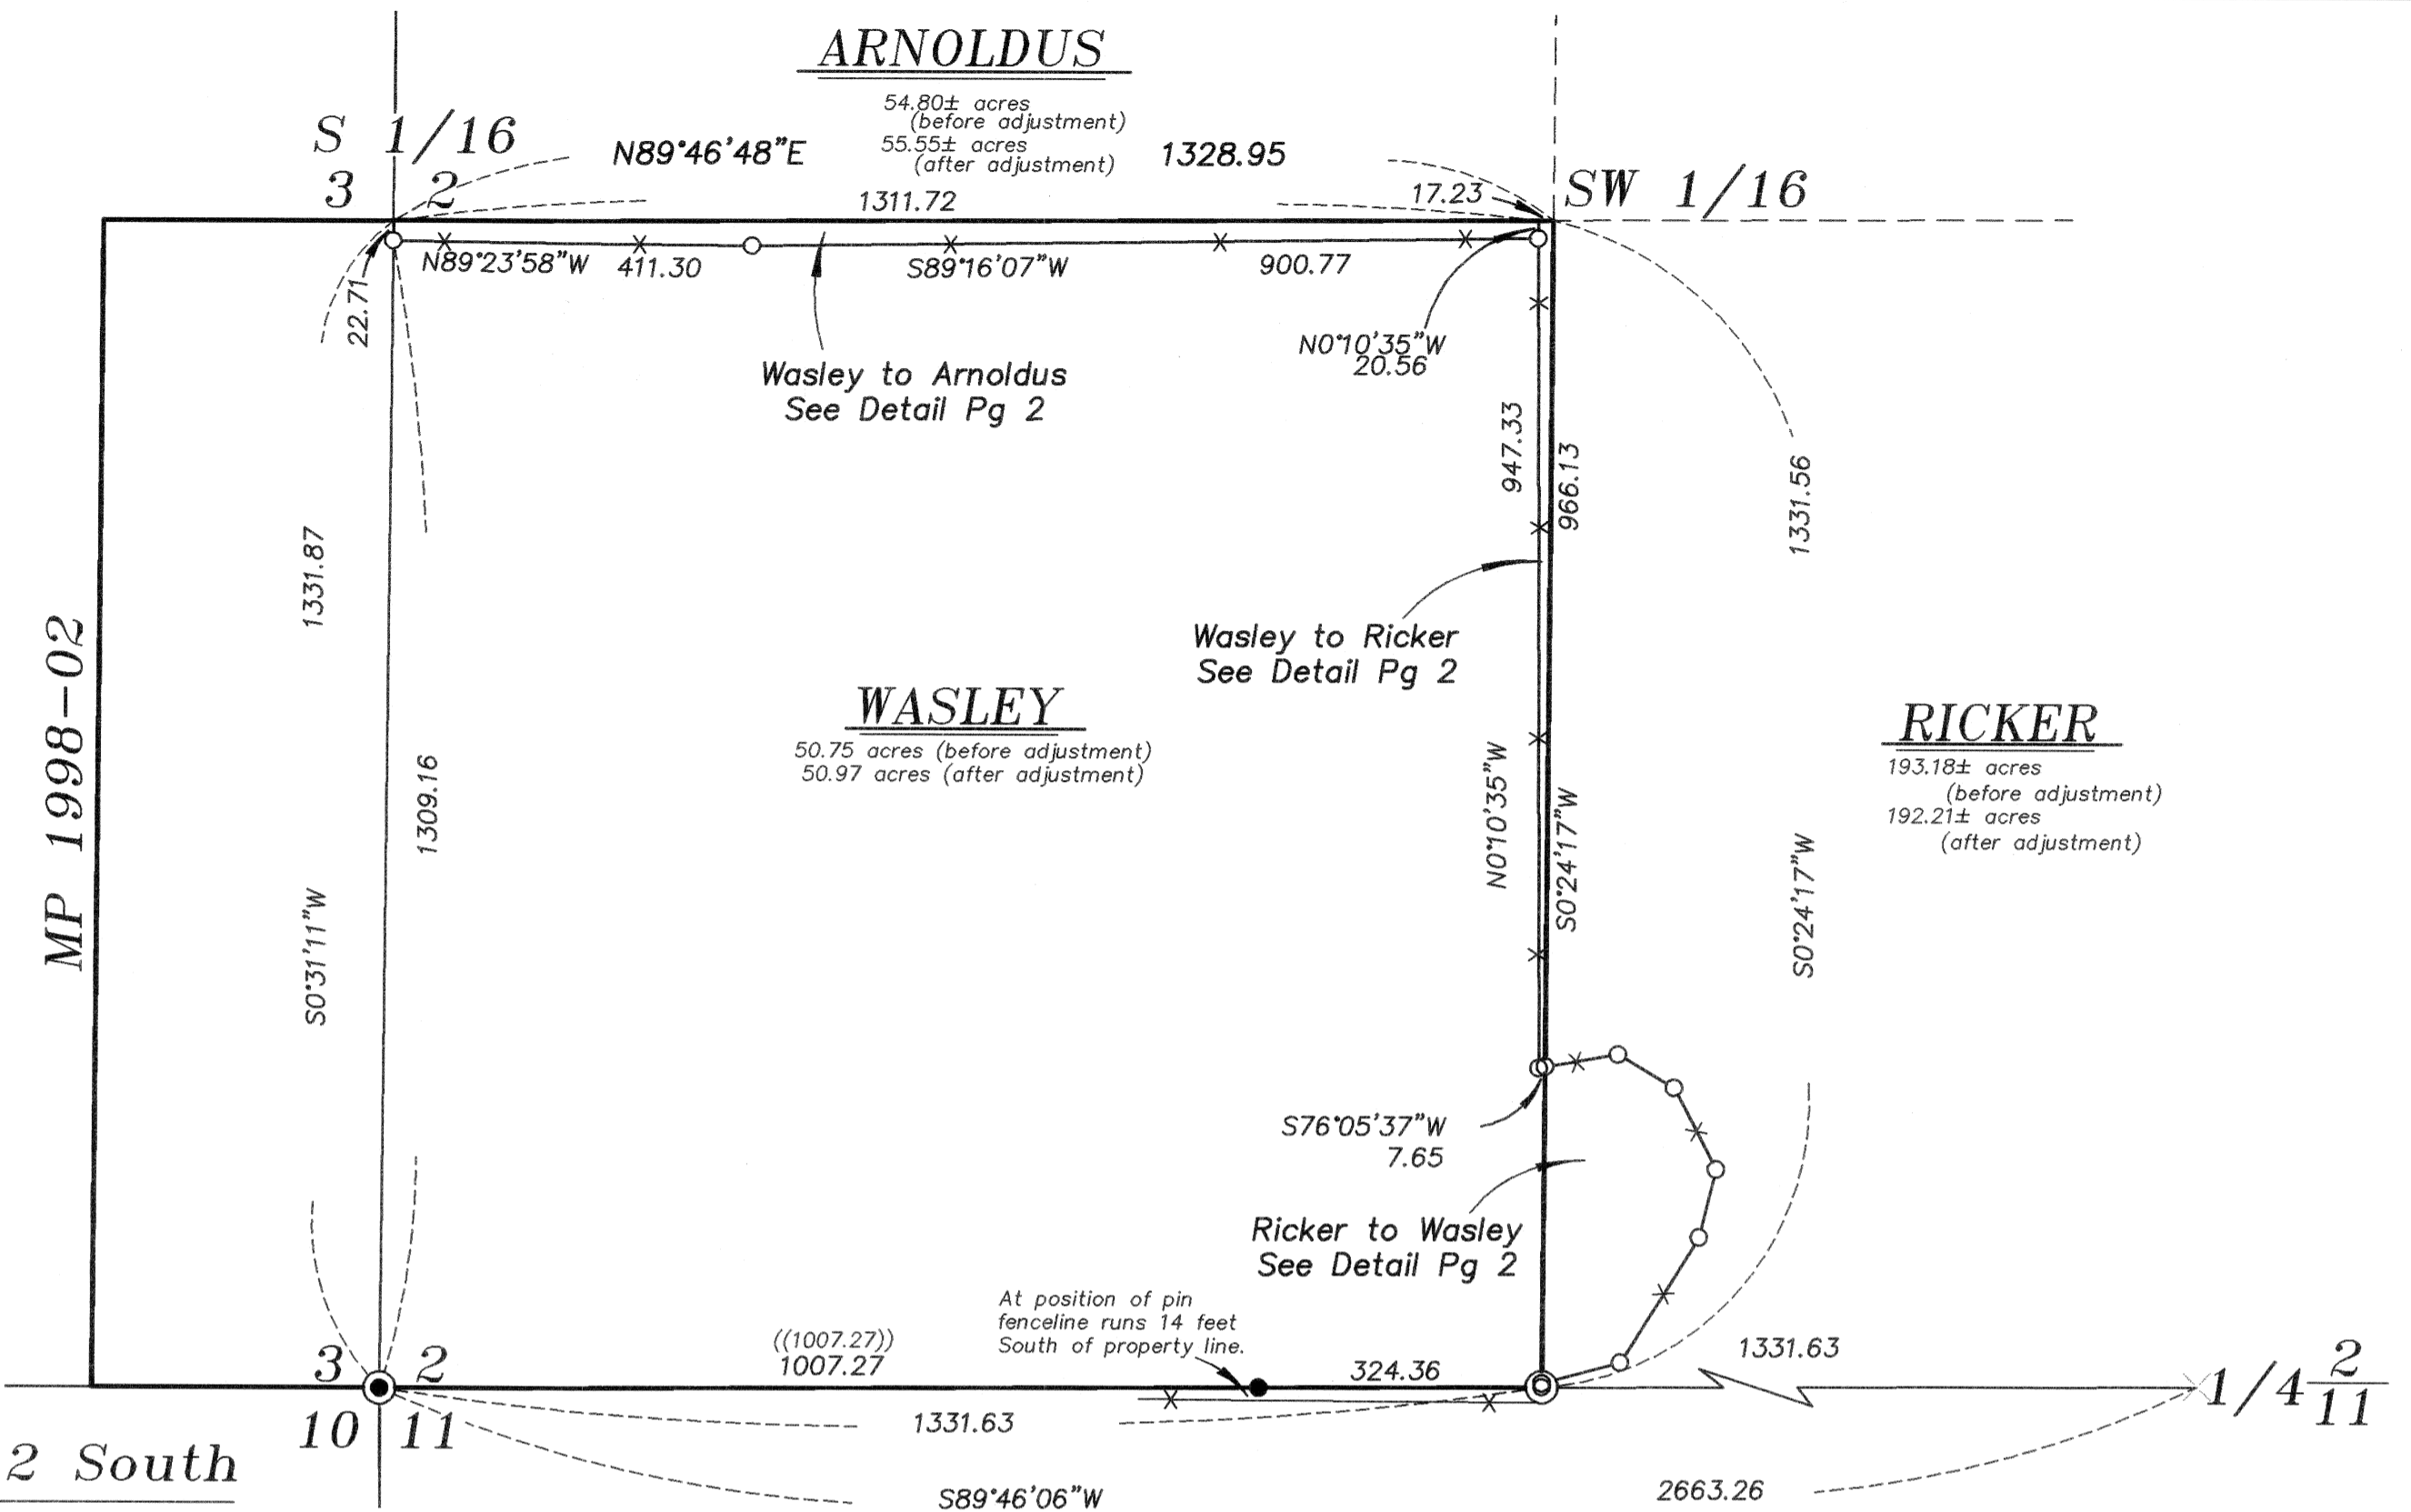 ARNOLDUS
54.80± acres
(before adjustment)
55.55± acres
(after adjustment)
S 1/16
N89°46'48"E
1328.95
3 2
1311.72
17.23
SW 1/16
N89°23'58"W 411.30
S89°16'07"W
900.77
22.71
N0°10'35"W
20.56
Wasley to Arnoldus
See Detail Pg 2
947.33
966.13
1331.56
1331.87
Wasley to Ricker
See Detail Pg 2
MP 1998-02
WASLEY
50.75 acres (before adjustment)
50.97 acres (after adjustment)
RICKER
193.18± acres
(before adjustment)
192.21± acres
(after adjustment)
1309.16
N0°10'35"W
S0°24'17"W
S0°24'17"W
S0°31'11"W
S76°05'37"W
7.65
Ricker to Wasley
See Detail Pg 2
At position of pin
fenceline runs 14 feet
South of property line.
((1007.27))
1007.27
324.36
1331.63
3 2
10 11
1/4 2
11
1331.63
2 South
S89°46'06"W
2663.26